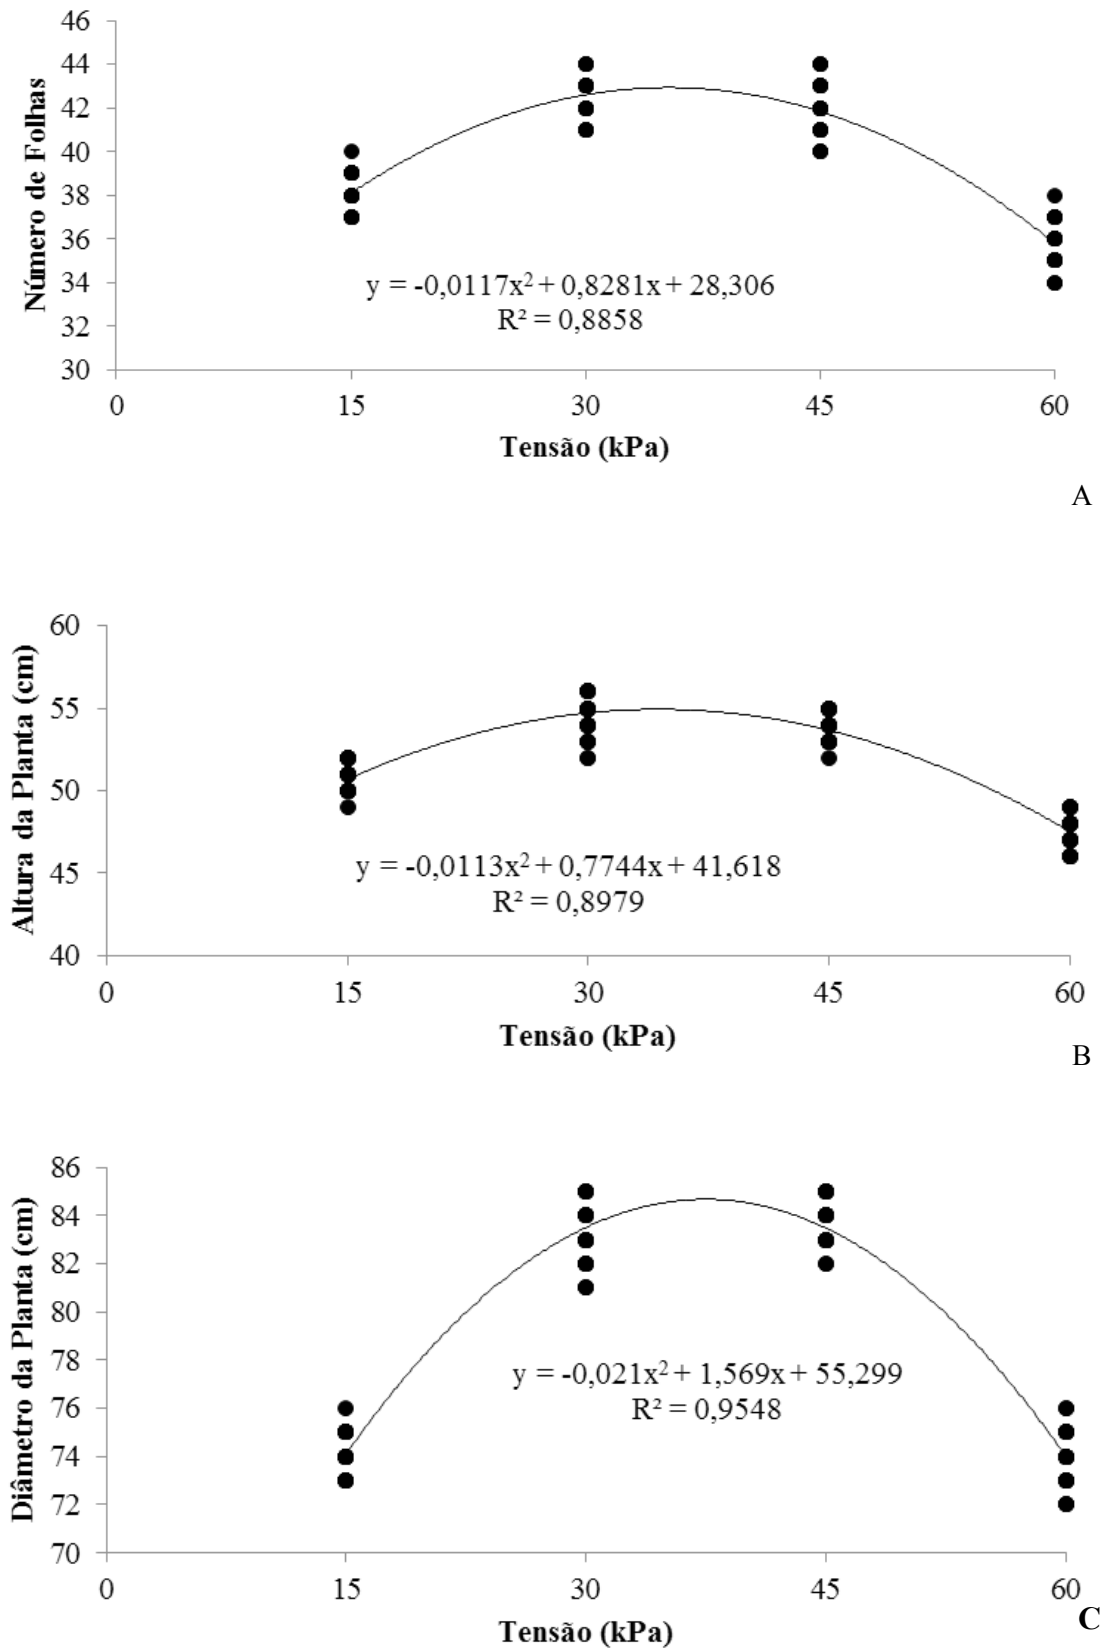 46
44
42
40
38
36
34
32
30
Número de Folhas
y = -0,0117x² + 0,8281x + 28,306
R² = 0,8858
0 15 30 45 60
Tensão (kPa)
A
60
55
50
45
40
Altura da Planta (cm)
y = -0,0113x² + 0,7744x + 41,618
R² = 0,8979
0 15 30 45 60
Tensão (kPa)
B
86
84
82
80
78
76
74
72
70
Diâmetro da Planta (cm)
y = -0,021x² + 1,569x + 55,299
R² = 0,9548
0 15 30 45 60
Tensão (kPa)
C